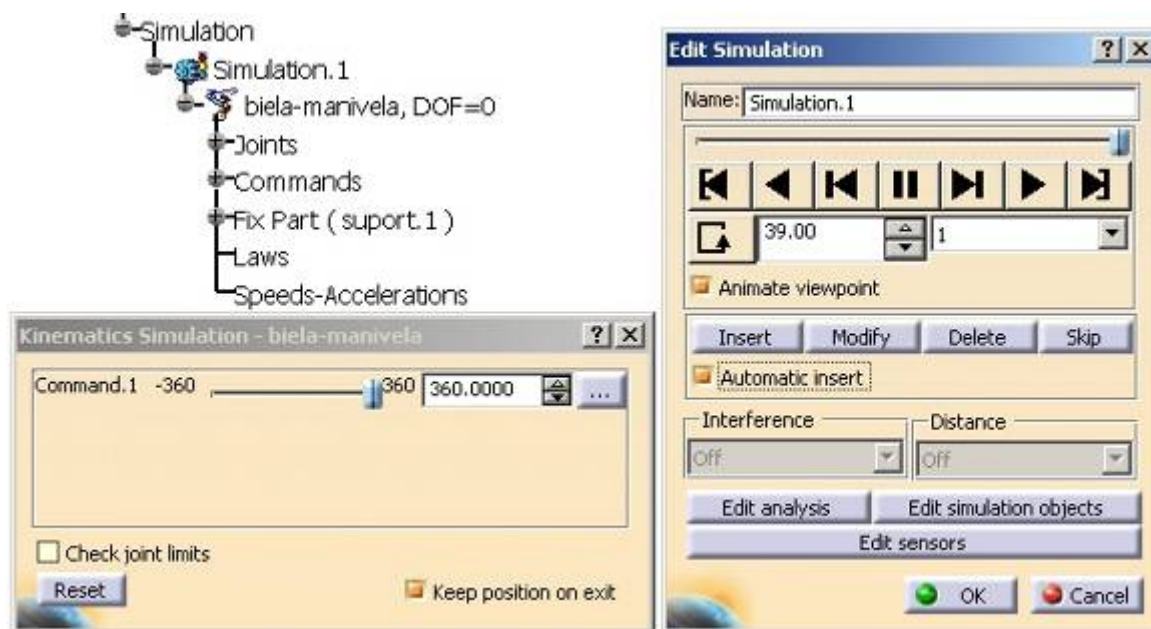 Simulation
Simulation.1
biela-manivela, DOF=0
Joints
Commands
Fix Part ( suport.1 )
Laws
Speeds-Accelerations
Kinematics Simulation - biela-manivela
Command.1 -360 360 360.0000 ...
Check joint limits
Reset Keep position on exit
Edit Simulation
Name: Simulation.1
39.00 1
Animate viewpoint
Insert Modify Delete Skip
Automatic insert
Interference Distance
Off Off
Edit analysis Edit simulation objects
Edit sensors
OK Cancel